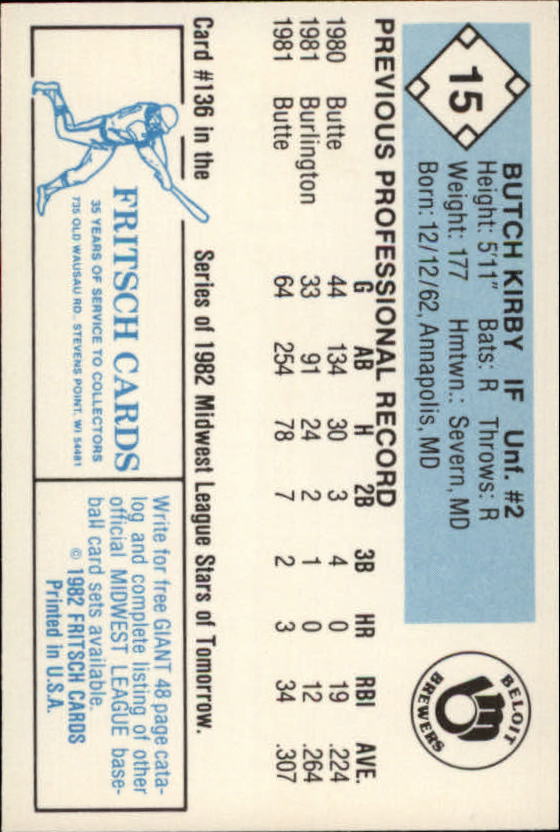 15
BUTCH KIRBY IF Unf. #2
Height: 5'11" Bats: R Throws: R
Weight: 177 Hmtwn.: Severn, MD
Born: 12/12/62, Annapolis, MD
BELOIT
BREWERS
PREVIOUS PROFESSIONAL RECORD
G AB H 2B 3B HR RBI AVE.
1980 Butte 44 134 30 3 4 0 19 .224
1981 Burlington 33 91 24 2 1 0 12 .264
1981 Butte 64 254 78 7 2 3 34 .307
Card #136 in the Series of 1982 Midwest League Stars of Tomorrow.
FRITSCH CARDS
35 YEARS OF SERVICE TO COLLECTORS
735 OLD WAUSAU RD., STEVENS POINT, WI 54481
Write for free GIANT 48 page cata-
log and complete listing of other
official MIDWEST LEAGUE base-
ball card sets available.
© 1982 FRITSCH CARDS
Printed in U.S.A.